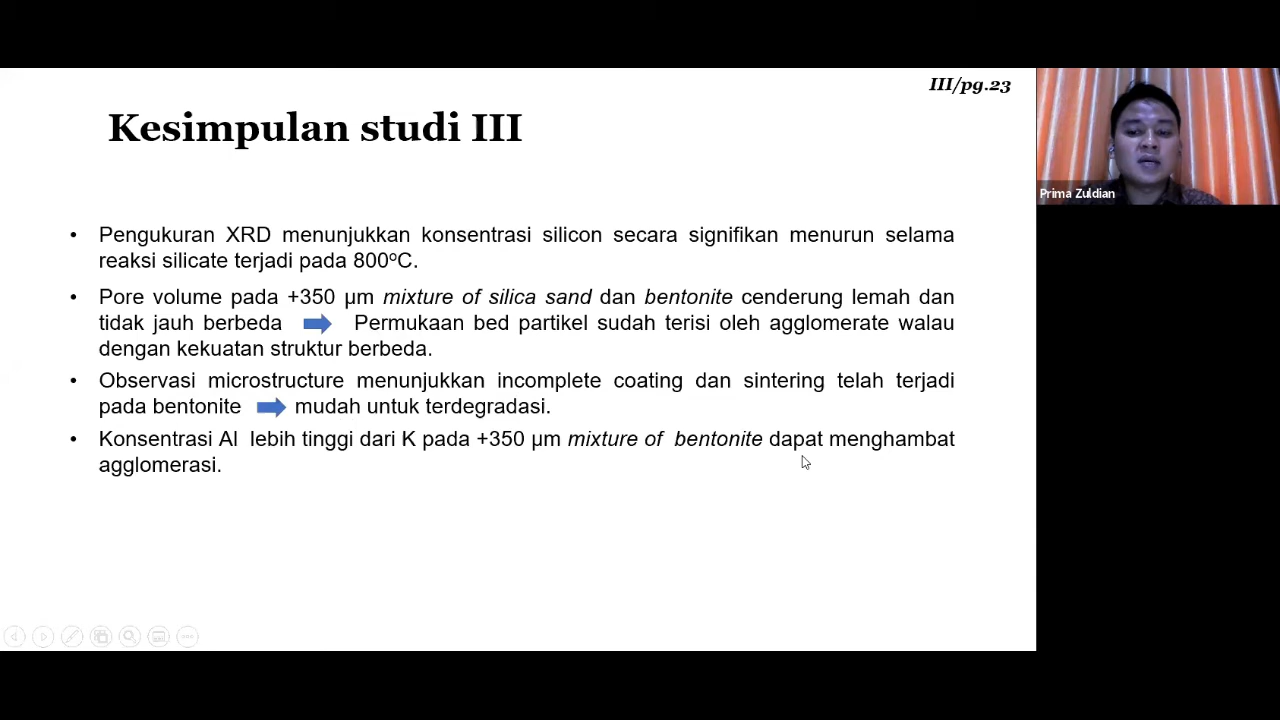 III/pg.23
Kesimpulan studi III
Prima Zuldian
• Pengukuran XRD menunjukkan konsentrasi silicon secara signifikan menurun selama
reaksi silicate terjadi pada 800°C.
• Pore volume pada +350 µm mixture of silica sand dan bentonite cenderung lemah dan
tidak jauh berbeda Permukaan bed partikel sudah terisi oleh agglomerate walau
dengan kekuatan struktur berbeda.
• Observasi microstructure menunjukkan incomplete coating dan sintering telah terjadi
pada bentonite mudah untuk terdegradasi.
• Konsentrasi Al lebih tinggi dari K pada +350 µm mixture of bentonite dapat menghambat
agglomerasi.